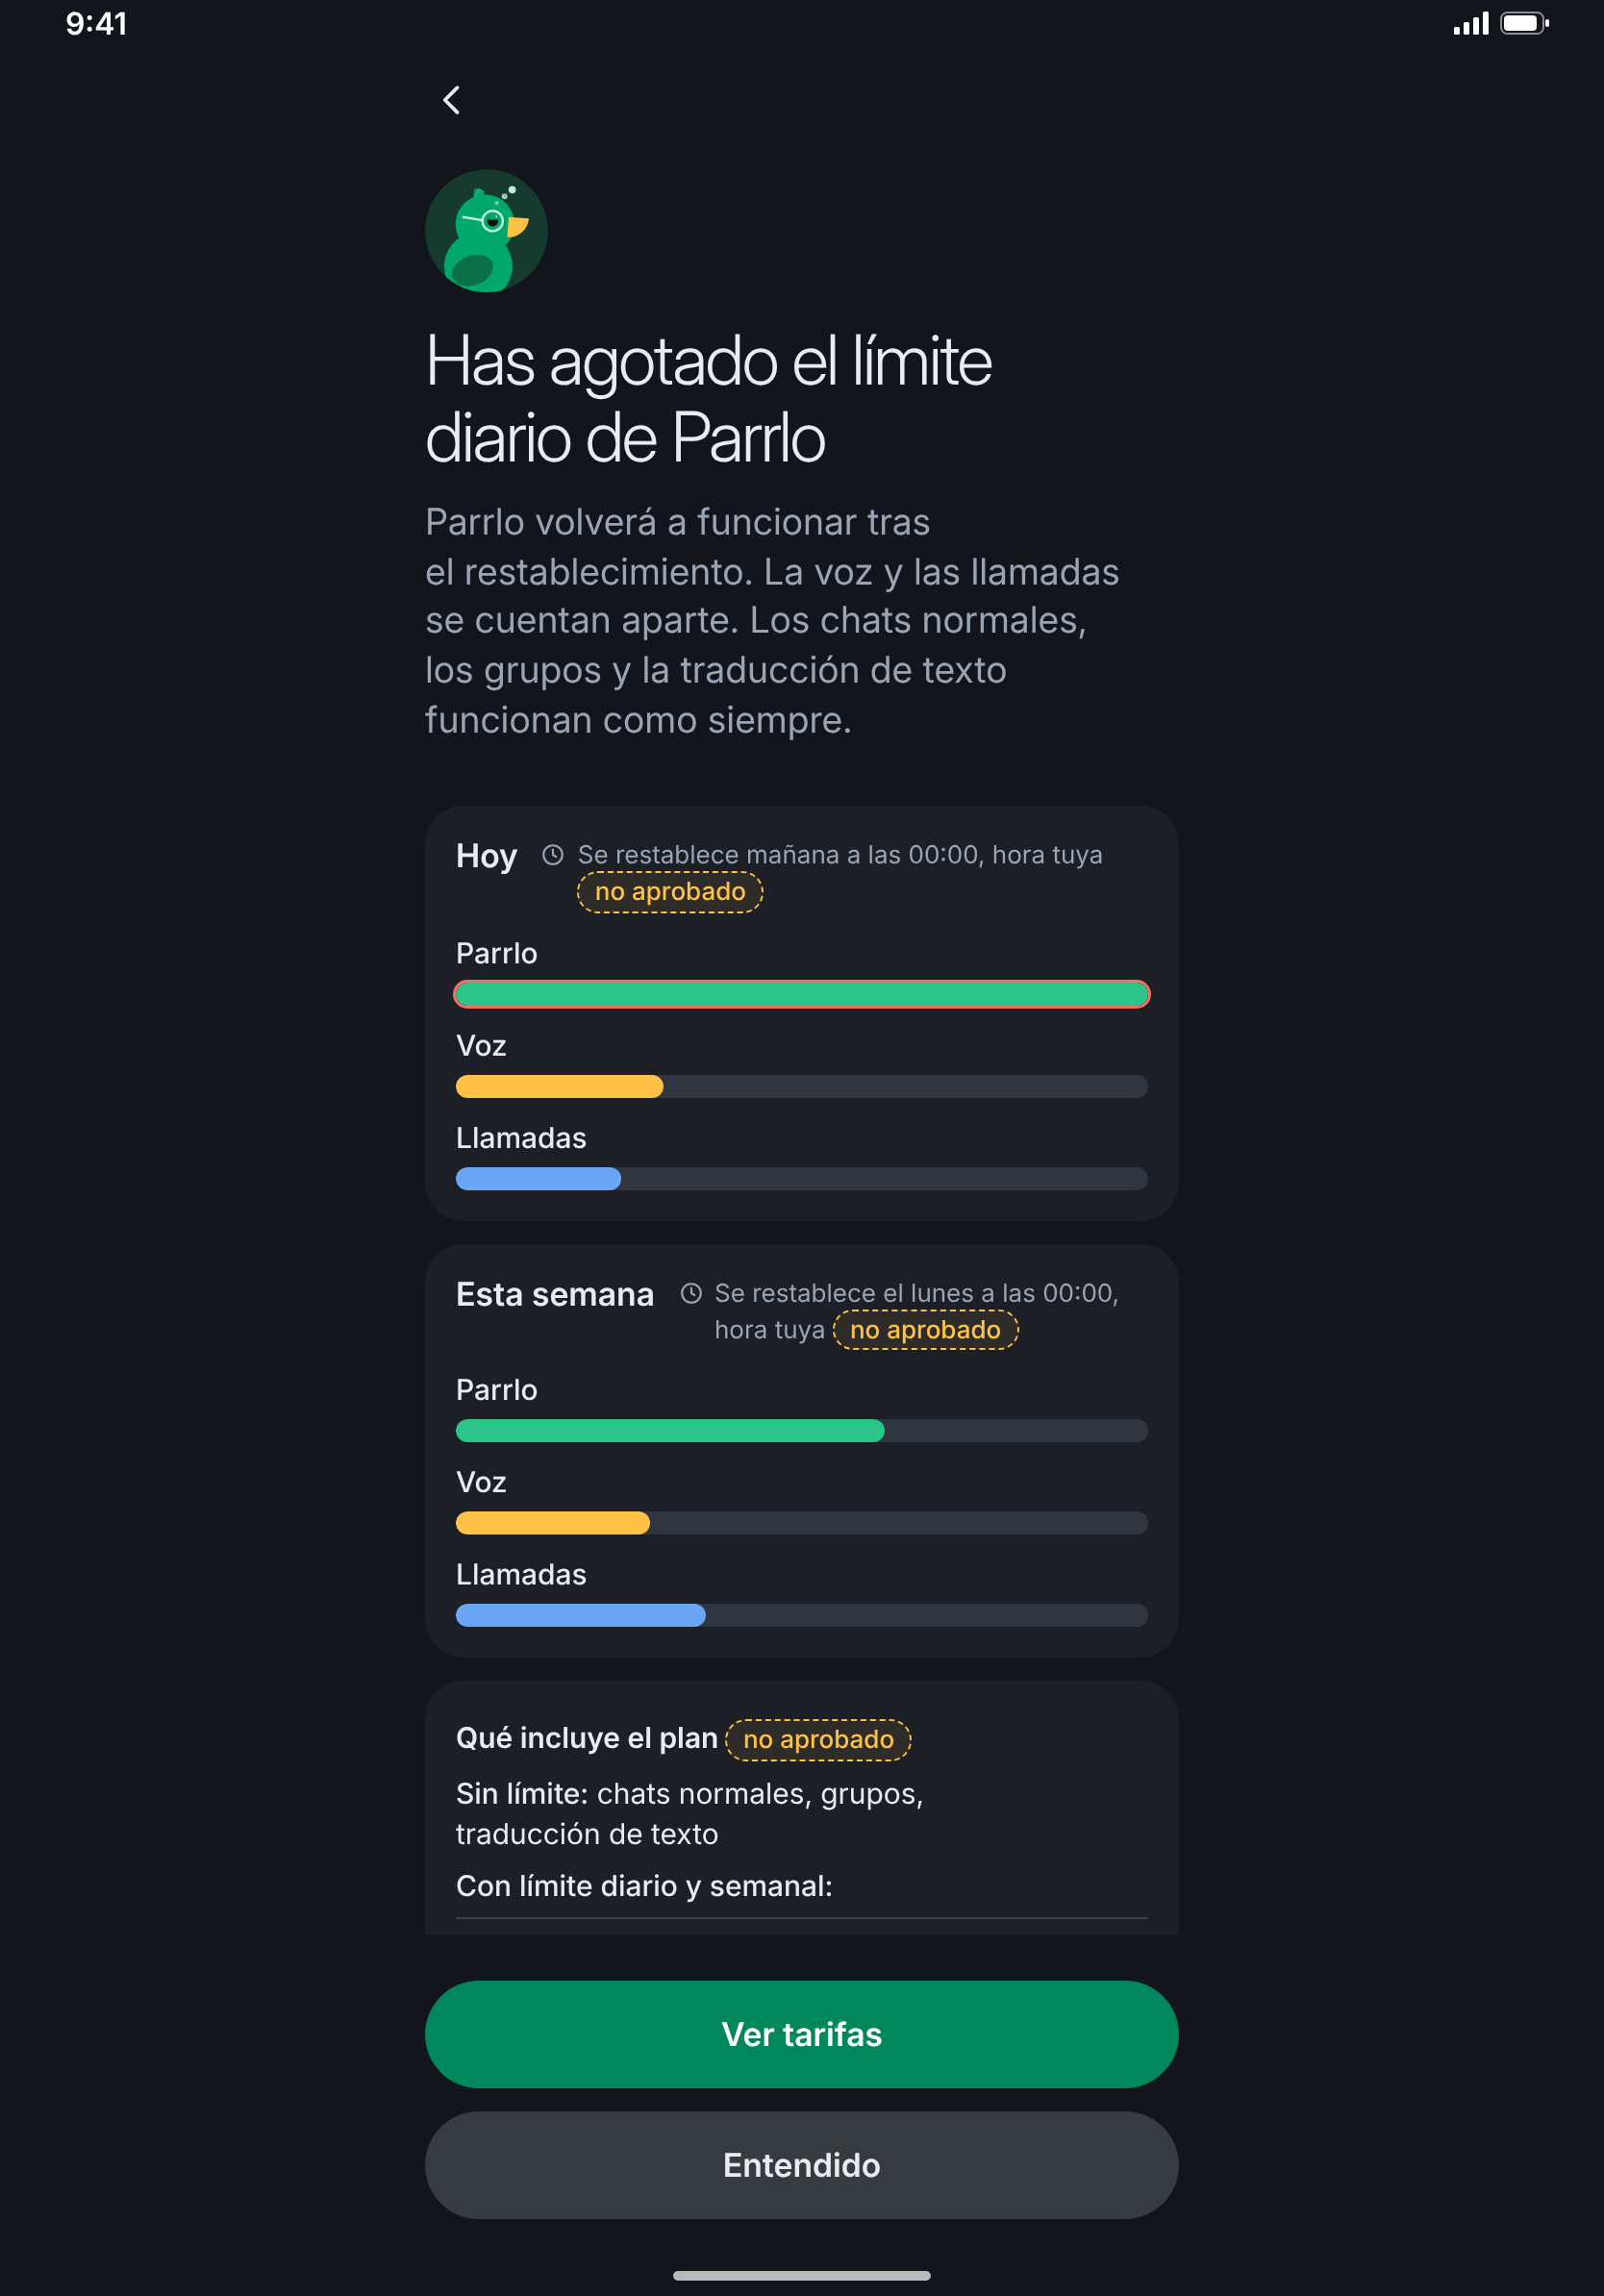 9:41
Has agotado el límite
diario de Parrlo
Parrlo volverá a funcionar tras
el restablecimiento. La voz y las llamadas
se cuentan aparte. Los chats normales,
los grupos y la traducción de texto
funcionan como siempre.
Hoy Se restablece mañana a las 00:00, hora tuya
no aprobado
Parrlo
Voz
Llamadas
Esta semana Se restablece el lunes a las 00:00,
hora tuya no aprobado
Parrlo
Voz
Llamadas
Qué incluye el plan no aprobado
Sin límite: chats normales, grupos,
traducción de texto
Con límite diario y semanal:
Ver tarifas
Entendido